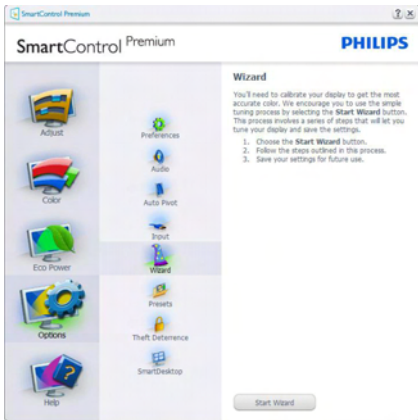 SmartControl Premium
SmartControl Premium
PHILIPS
Adjust
Color
Eco Power
Options
Help
Preferences
Audio
Auto Pivot
Input
Wizard
Presets
Theft Deterrence
SmartDesktop
Wizard
You'll need to calibrate your display to get the most
accurate color. We encourage you to use the simple
tuning process by selecting the Start Wizard button.
This process involves a series of steps that will let you
tune your display and save the settings.
1. Choose the Start Wizard button.
2. Follow the steps outlined in this process.
3. Save your settings for future use.
Start Wizard